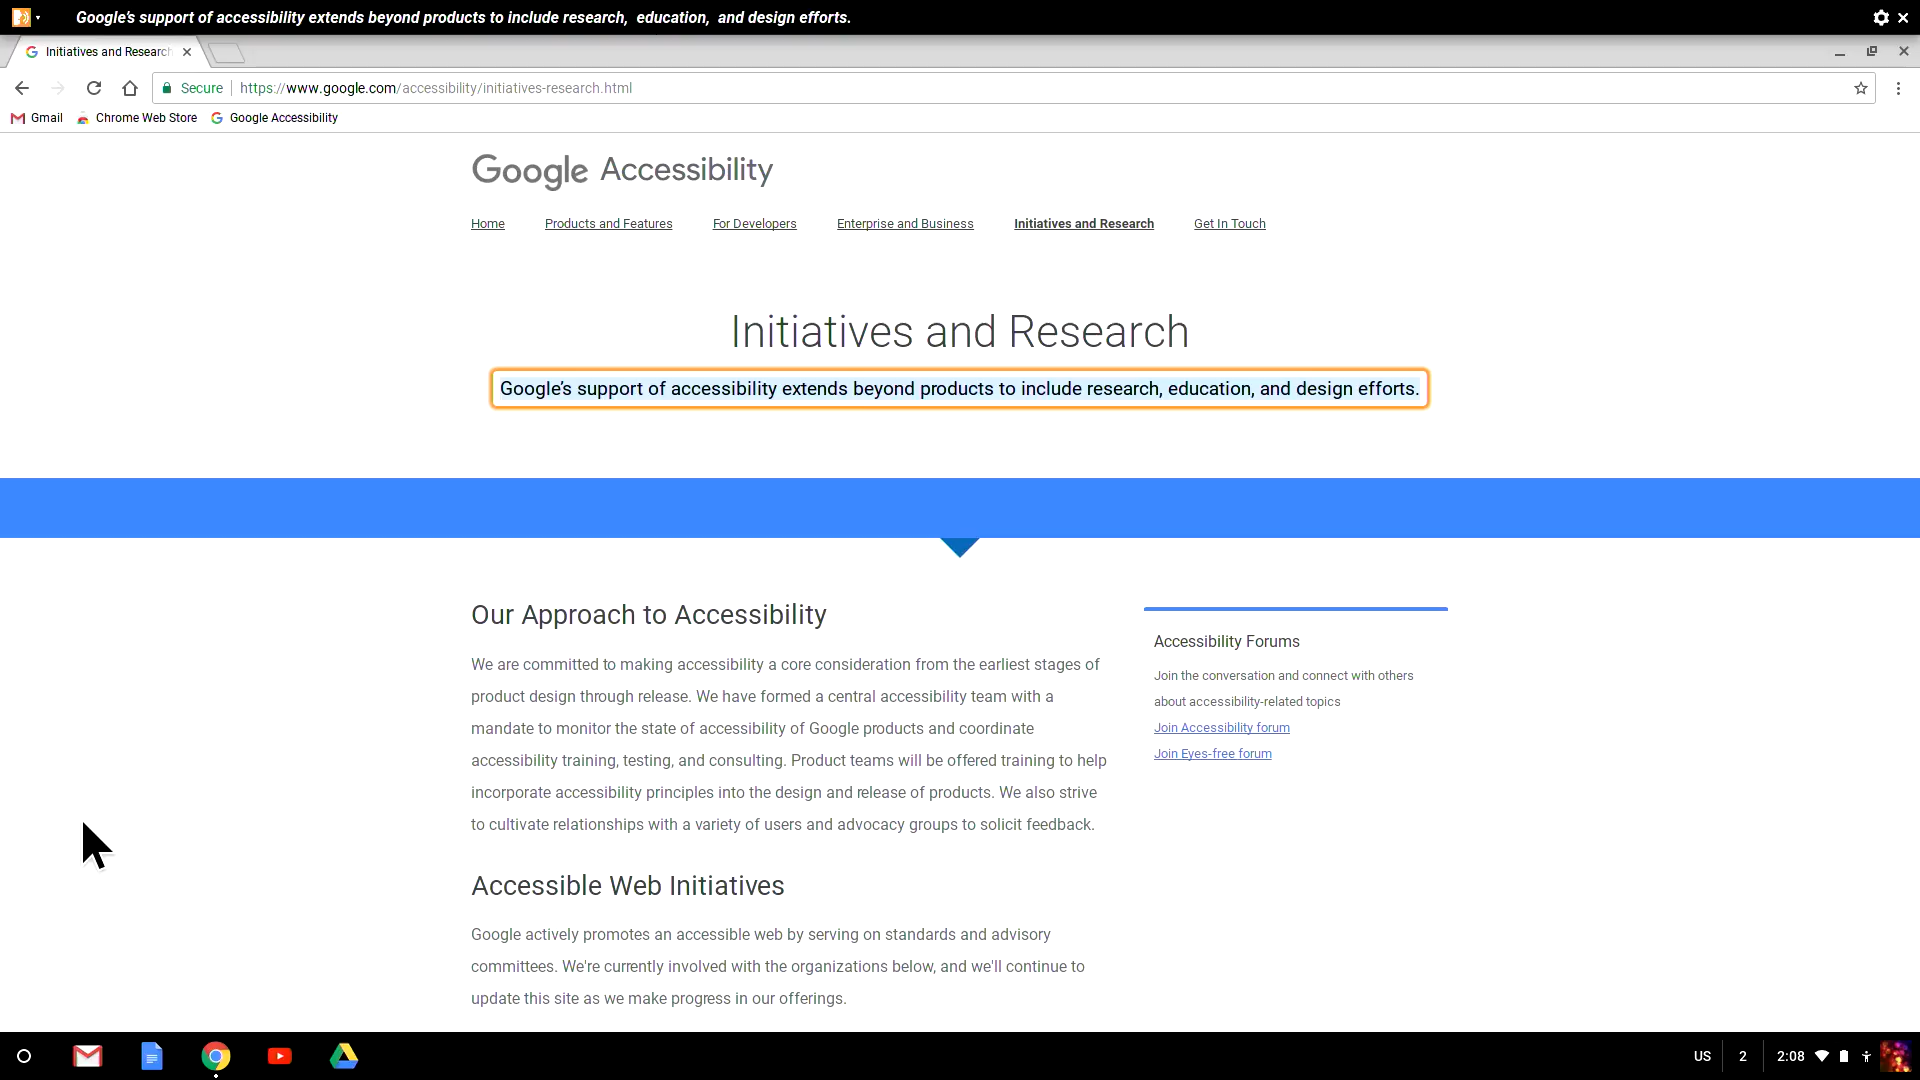 Google's support of accessibility extends beyond products to include research, education, and design efforts.
Initiatives and Research
Secure https://www.google.com/accessibility/initiatives-research.html
Gmail Chrome Web Store Google Accessibility
Google Accessibility
Home Products and Features For Developers Enterprise and Business Initiatives and Research Get In Touch
Initiatives and Research
Google's support of accessibility extends beyond products to include research, education, and design efforts.
Our Approach to Accessibility
We are committed to making accessibility a core consideration from the earliest stages of
product design through release. We have formed a central accessibility team with a
mandate to monitor the state of accessibility of Google products and coordinate
accessibility training, testing, and consulting. Product teams will be offered training to help
incorporate accessibility principles into the design and release of products. We also strive
to cultivate relationships with a variety of users and advocacy groups to solicit feedback.
Accessible Web Initiatives
Google actively promotes an accessible web by serving on standards and advisory
committees. We're currently involved with the organizations below, and we'll continue to
update this site as we make progress in our offerings.
Accessibility Forums
Join the conversation and connect with others
about accessibility-related topics
Join Accessibility forum
Join Eyes-free forum
US 2 2:08